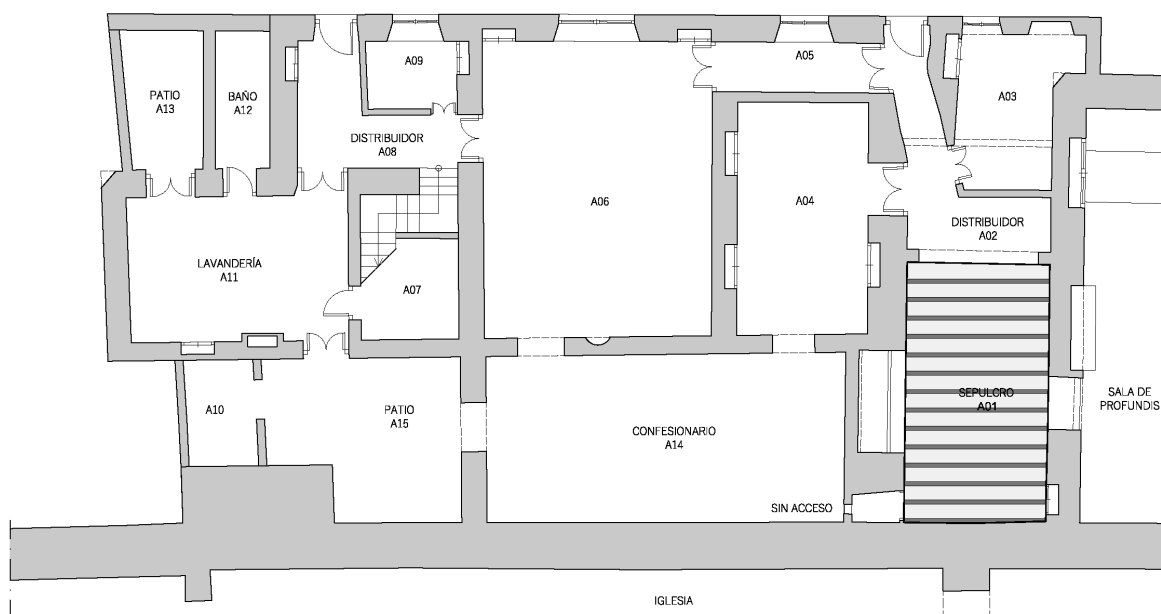 A09
A05
PATIO
A13
BAÑO
A12
A03
DISTRIBUIDOR
A08
A06
A04
DISTRIBUIDOR
A02
LAVANDERÍA
A11
A07
A10
PATIO
A15
CONFESIONARIO
A14
SEPULCRO
A01
SALA DE
PROFUNDIS
SIN ACCESO
IGLESIA